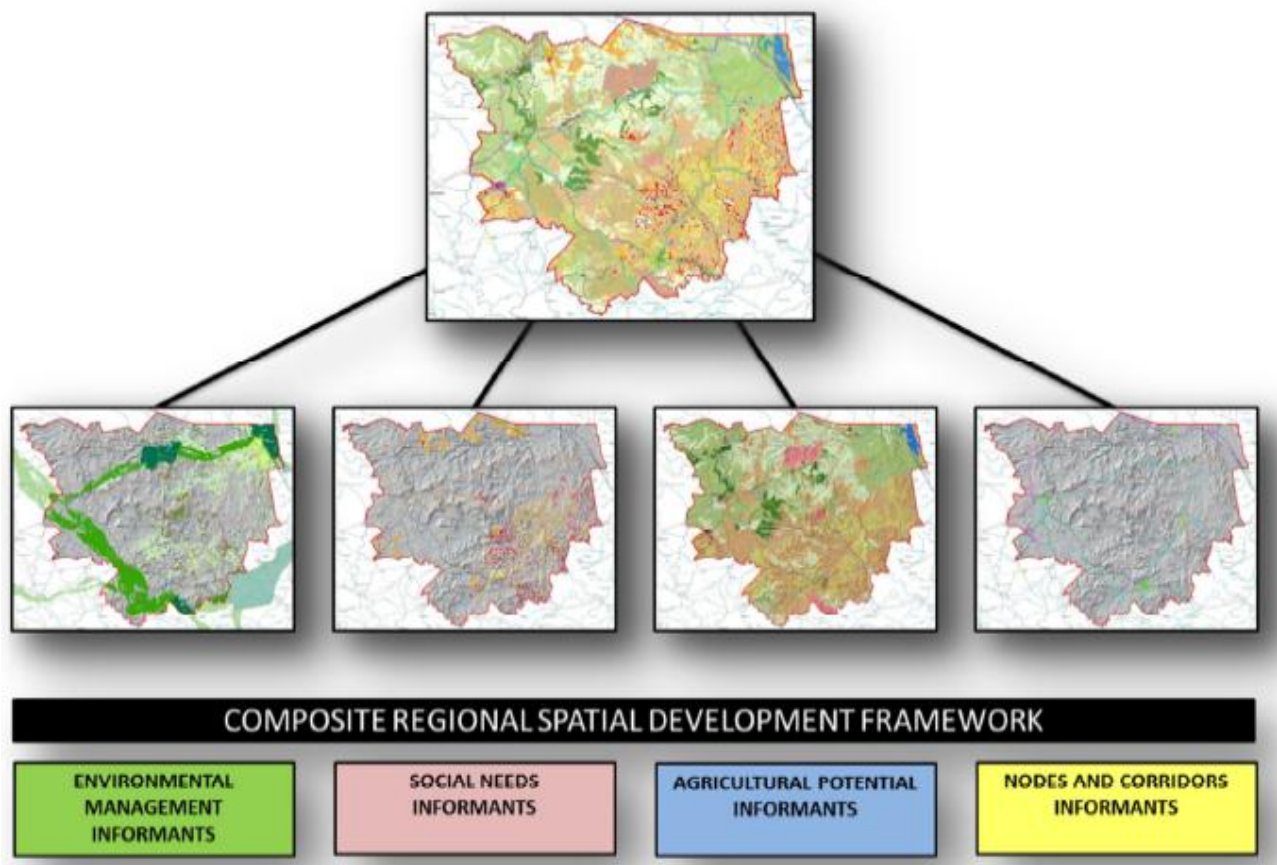 COMPOSITE REGIONAL SPATIAL DEVELOPMENT FRAMEWORK
ENVIRONMENTAL
MANAGEMENT
INFORMANTS
SOCIAL NEEDS
INFORMANTS
AGRICULTURAL POTENTIAL
INFORMANTS
NODES AND CORRIDORS
INFORMANTS